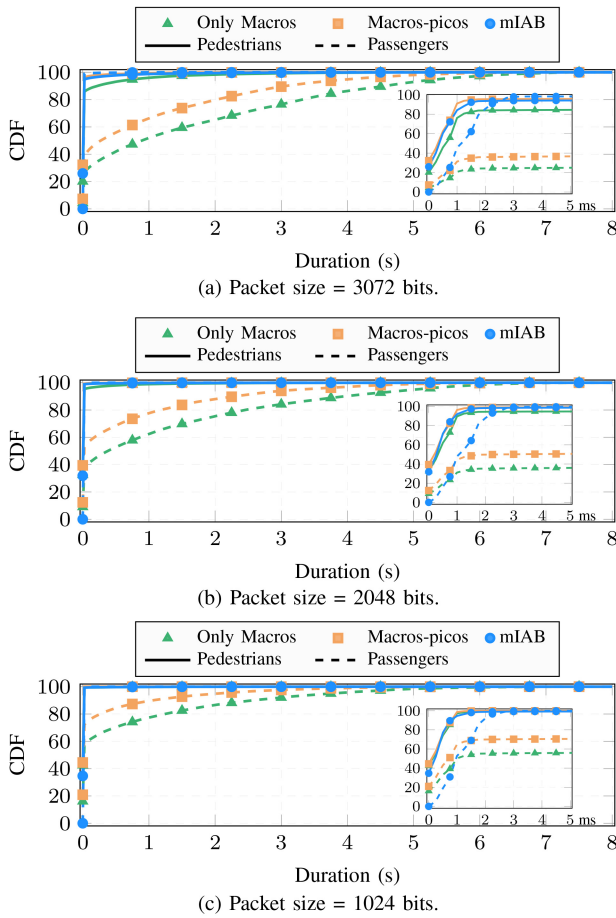 Only Macros Macros-picos mIAB
Pedestrians Passengers
100
80
60
40
20
0
CDF
100
80
60
40
20
0
0 1 2 3 4 5 ms
0 1 2 3 4 5 6 7 8
Duration (s)
(a) Packet size = 3072 bits.
Only Macros Macros-picos mIAB
Pedestrians Passengers
100
80
60
40
20
0
CDF
100
80
60
40
20
0
0 1 2 3 4 5 ms
0 1 2 3 4 5 6 7 8
Duration (s)
(b) Packet size = 2048 bits.
Only Macros Macros-picos mIAB
Pedestrians Passengers
100
80
60
40
20
0
CDF
100
80
60
40
20
0
0 1 2 3 4 5 ms
0 1 2 3 4 5 6 7 8
Duration (s)
(c) Packet size = 1024 bits.